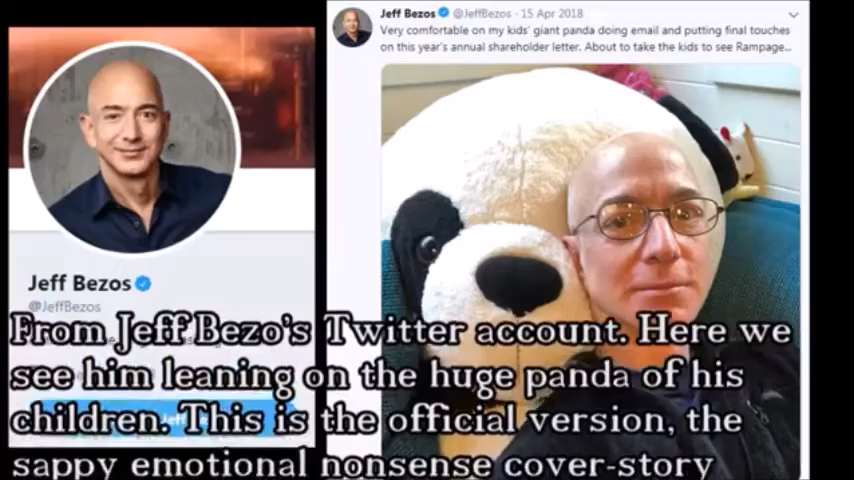 Jeff Bezos @JeffBezos · 15 Apr 2018
Very comfortable on my kids' giant panda doing email and putting final touches
on this year's annual shareholder letter. About to take the kids to see Rampage...
Jeff Bezos
@JeffBezos
From Jeff Bezo's Twitter account. Here we
see him leaning on the huge panda of his
children. This is the official version, the
sappy emotional nonsense cover-story